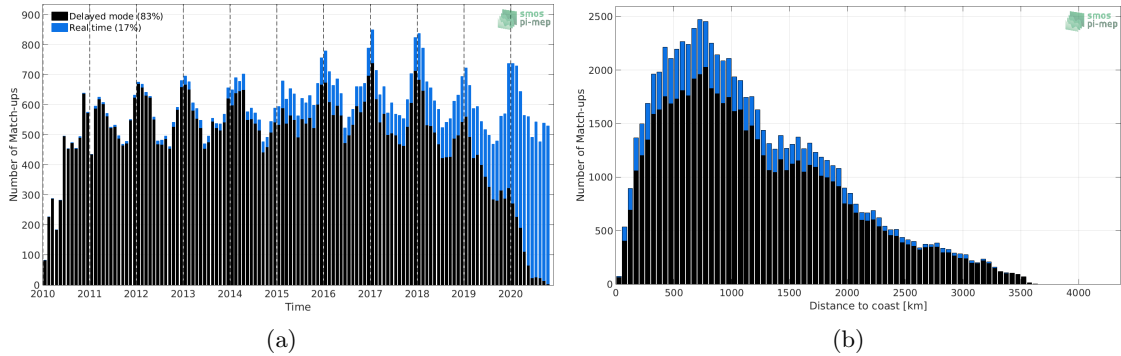 900
800
700
600
500
400
300
200
100
0
Number of Match-ups
Delayed mode (83%)
Real time (17%)
smos
pi-mep
2010 2011 2012 2013 2014 2015 2016 2017 2018 2019 2020
Time
(a)
2500
2000
1500
1000
500
0
Number of Match-ups
smos
pi-mep
0 500 1000 1500 2000 2500 3000 3500 4000
Distance to coast [km]
(b)